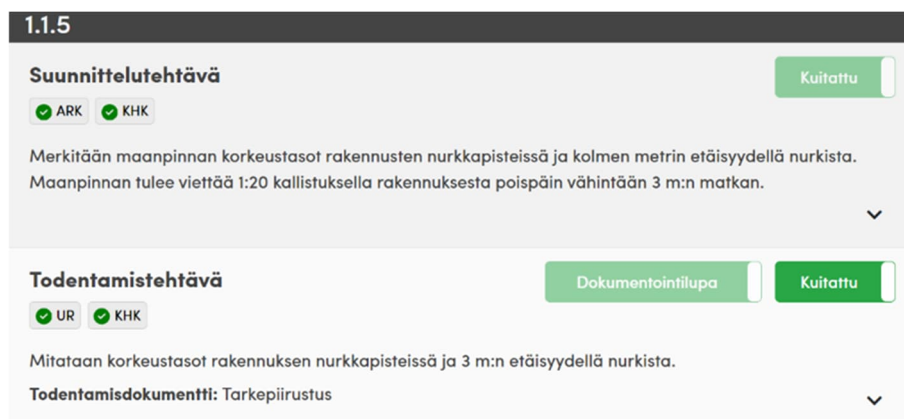 1.1.5
Suunnittelutehtävä
Kuitattu
ARK KHK
Merkitään maanpinnan korkeustasot rakennusten nurkkapisteissä ja kolmen metrin etäisyydellä nurkista.
Maanpinnan tulee viettää 1:20 kallistuksella rakennuksesta poispäin vähintään 3 m:n matkan.
Todentamistehtävä
Dokumentointilupa
Kuitattu
UR KHK
Mitataan korkeustasot rakennuksen nurkkapisteissä ja 3 m:n etäisyydellä nurkista.
Todentamisdokumentti: Tarkepiirustus